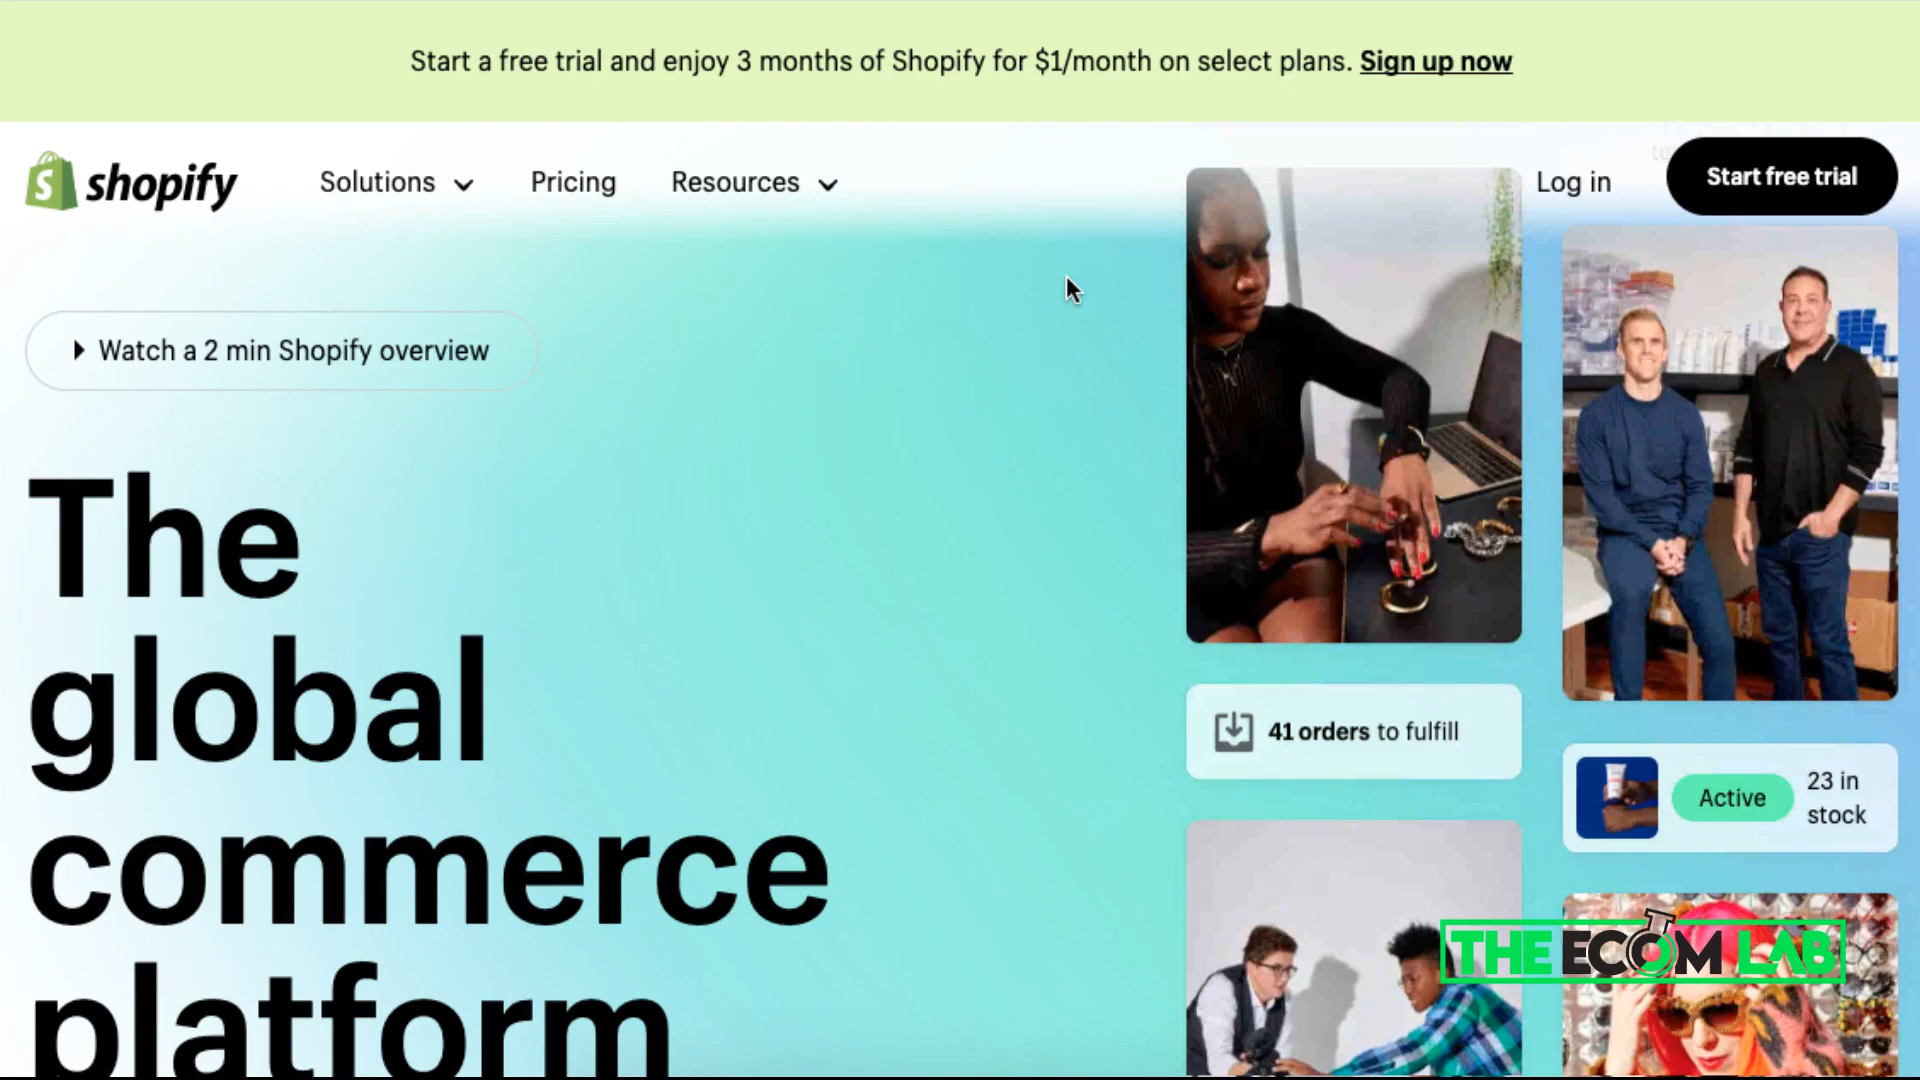 Start a free trial and enjoy 3 months of Shopify for $1/month on select plans. Sign up now
shopify
Solutions
Pricing
Resources
Log in
Start free trial
Watch a 2 min Shopify overview
The
global
commerce
platform
41 orders to fulfill
Active
23 in
stock
THE ECOM LAB